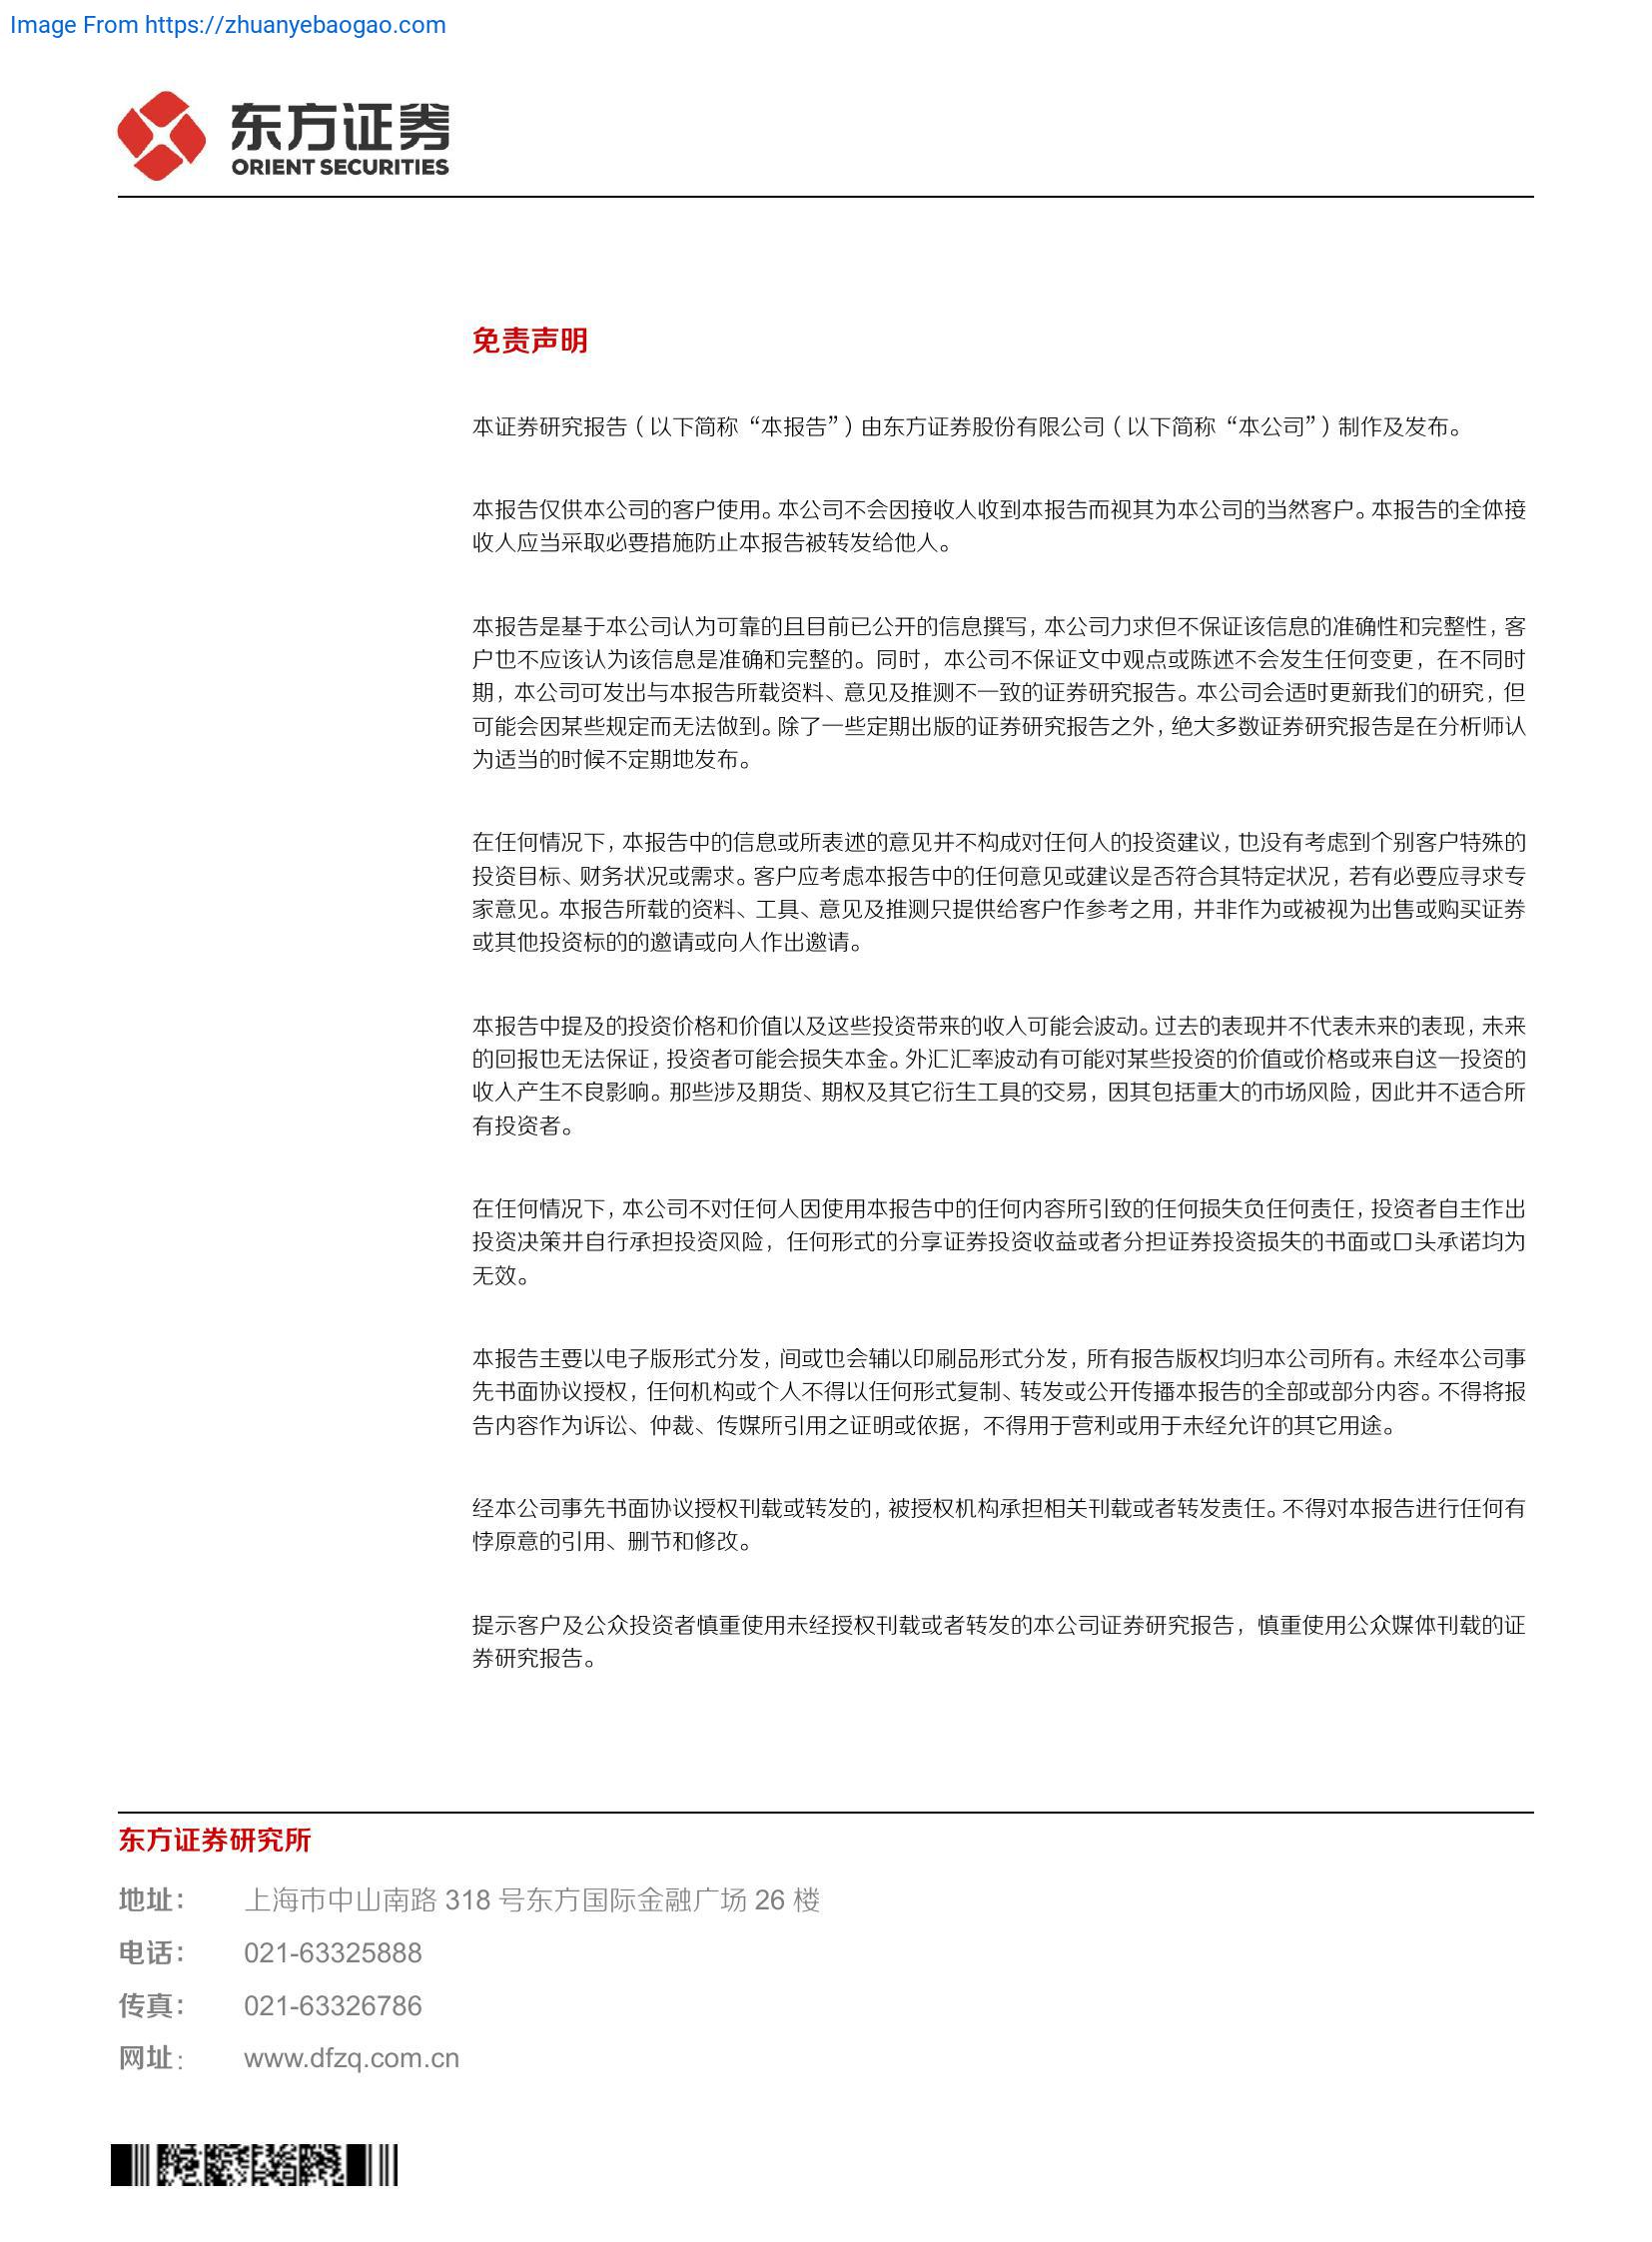 Image From https://zhuanyebaogao.com
东方证券
ORIENT SECURITIES
免责声明
本证券研究报告（以下简称“本报告”）由东方证券股份有限公司（以下简称“本公司”）制作及发布。
本报告仅供本公司的客户使用。本公司不会因接收人收到本报告而视其为本公司的当然客户。本报告的全体接
收人应当采取必要措施防止本报告被转发给他人。
本报告是基于本公司认为可靠的且目前已公开的信息撰写，本公司力求但不保证该信息的准确性和完整性，客
户也不应该认为该信息是准确和完整的。同时，本公司不保证文中观点或陈述不会发生任何变更，在不同时
期，本公司可发出与本报告所载资料、意见及推测不一致的证券研究报告。本公司会适时更新我们的研究，但
可能会因某些规定而无法做到。除了一些定期出版的证券研究报告之外，绝大多数证券研究报告是在分析师认
为适当的时候不定期地发布。
在任何情况下，本报告中的信息或所表述的意见并不构成对任何人的投资建议，也没有考虑到个别客户特殊的
投资目标、财务状况或需求。客户应考虑本报告中的任何意见或建议是否符合其特定状况，若有必要应寻求专
家意见。本报告所载的资料、工具、意见及推测只提供给客户作参考之用，并非作为或被视为出售或购买证券
或其他投资标的的邀请或向人作出邀请。
本报告中提及的投资价格和价值以及这些投资带来的收入可能会波动。过去的表现并不代表未来的表现，未来
的回报也无法保证，投资者可能会损失本金。外汇汇率波动有可能对某些投资的价值或价格或来自这一投资的
收入产生不良影响。那些涉及期货、期权及其它衍生工具的交易，因其包括重大的市场风险，因此并不适合所
有投资者。
在任何情况下，本公司不对任何人因使用本报告中的任何内容所引致的任何损失负任何责任，投资者自主作出
投资决策并自行承担投资风险，任何形式的分享证券投资收益或者分担证券投资损失的书面或口头承诺均为
无效。
本报告主要以电子版形式分发，间或也会辅以印刷品形式分发，所有报告版权均归本公司所有。未经本公司事
先书面协议授权，任何机构或个人不得以任何形式复制、转发或公开传播本报告的全部或部分内容。不得将报
告内容作为诉讼、仲裁、传媒所引用之证明或依据，不得用于营利或用于未经允许的其它用途。
经本公司事先书面协议授权刊载或转发的，被授权机构承担相关刊载或者转发责任。不得对本报告进行任何有
悖原意的引用、删节和修改。
提示客户及公众投资者慎重使用未经授权刊载或者转发的本公司证券研究报告，慎重使用公众媒体刊载的证
券研究报告。
东方证券研究所
地址： 上海市中山南路 318 号东方国际金融广场 26 楼
电话： 021-63325888
传真： 021-63326786
网址： www.dfzq.com.cn